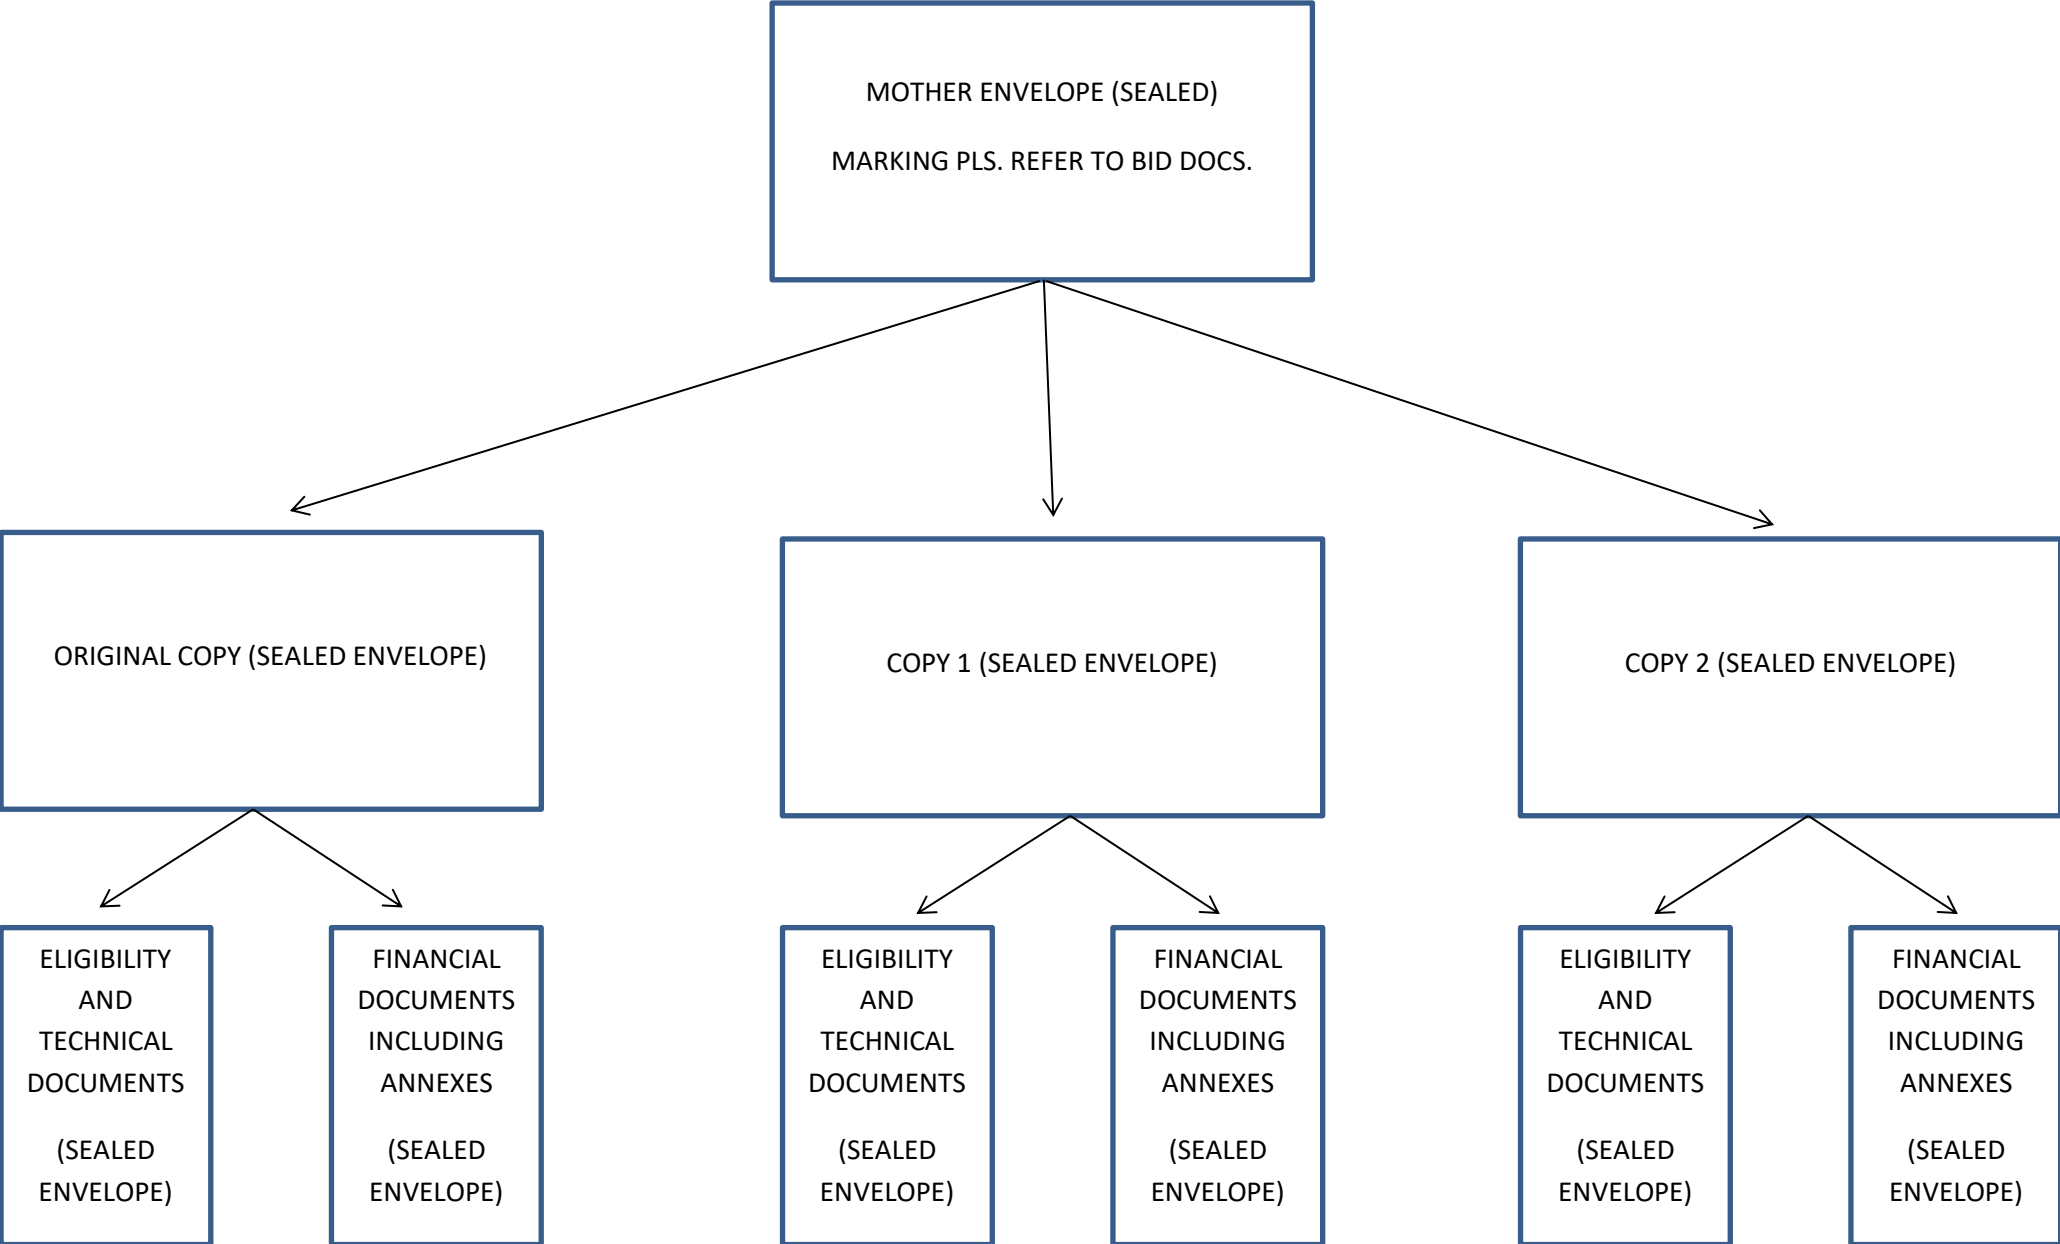 MOTHER ENVELOPE (SEALED)
MARKING PLS. REFER TO BID DOCS.
ORIGINAL COPY (SEALED ENVELOPE)
COPY 1 (SEALED ENVELOPE)
COPY 2 (SEALED ENVELOPE)
ELIGIBILITY
AND
TECHNICAL
DOCUMENTS
(SEALED
ENVELOPE)
FINANCIAL
DOCUMENTS
INCLUDING
ANNEXES
(SEALED
ENVELOPE)
ELIGIBILITY
AND
TECHNICAL
DOCUMENTS
(SEALED
ENVELOPE)
FINANCIAL
DOCUMENTS
INCLUDING
ANNEXES
(SEALED
ENVELOPE)
ELIGIBILITY
AND
TECHNICAL
DOCUMENTS
(SEALED
ENVELOPE)
FINANCIAL
DOCUMENTS
INCLUDING
ANNEXES
(SEALED
ENVELOPE)